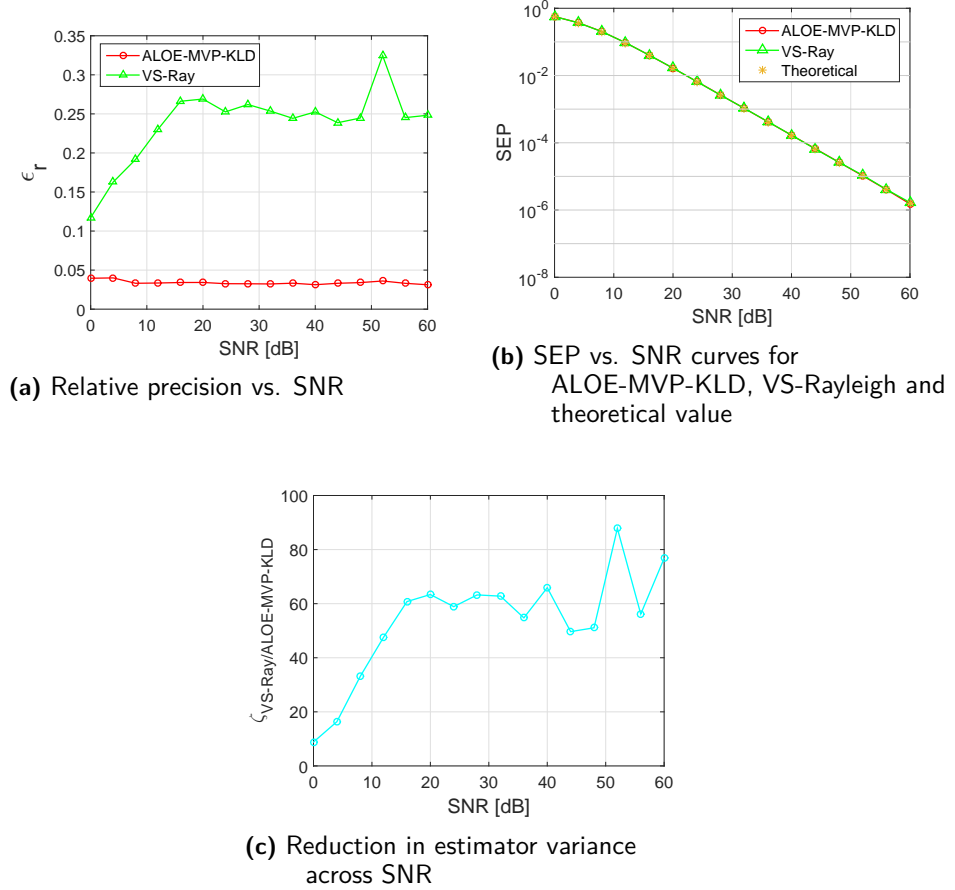 0.35
0.3
0.25
0.2
0.15
0.1
0.05
0
ϵr
ALOE-MVP-KLD
VS-Ray
0 10 20 30 40 50 60
SNR [dB]
(a) Relative precision vs. SNR
10^0
10^-2
10^-4
10^-6
10^-8
SEP
ALOE-MVP-KLD
VS-Ray
Theoretical
0 20 40 60
SNR [dB]
(b) SEP vs. SNR curves for
ALOE-MVP-KLD, VS-Rayleigh and
theoretical value
100
80
60
40
20
0
ζVS-Ray/ALOE-MVP-KLD
0 10 20 30 40 50 60
SNR [dB]
(c) Reduction in estimator variance
across SNR